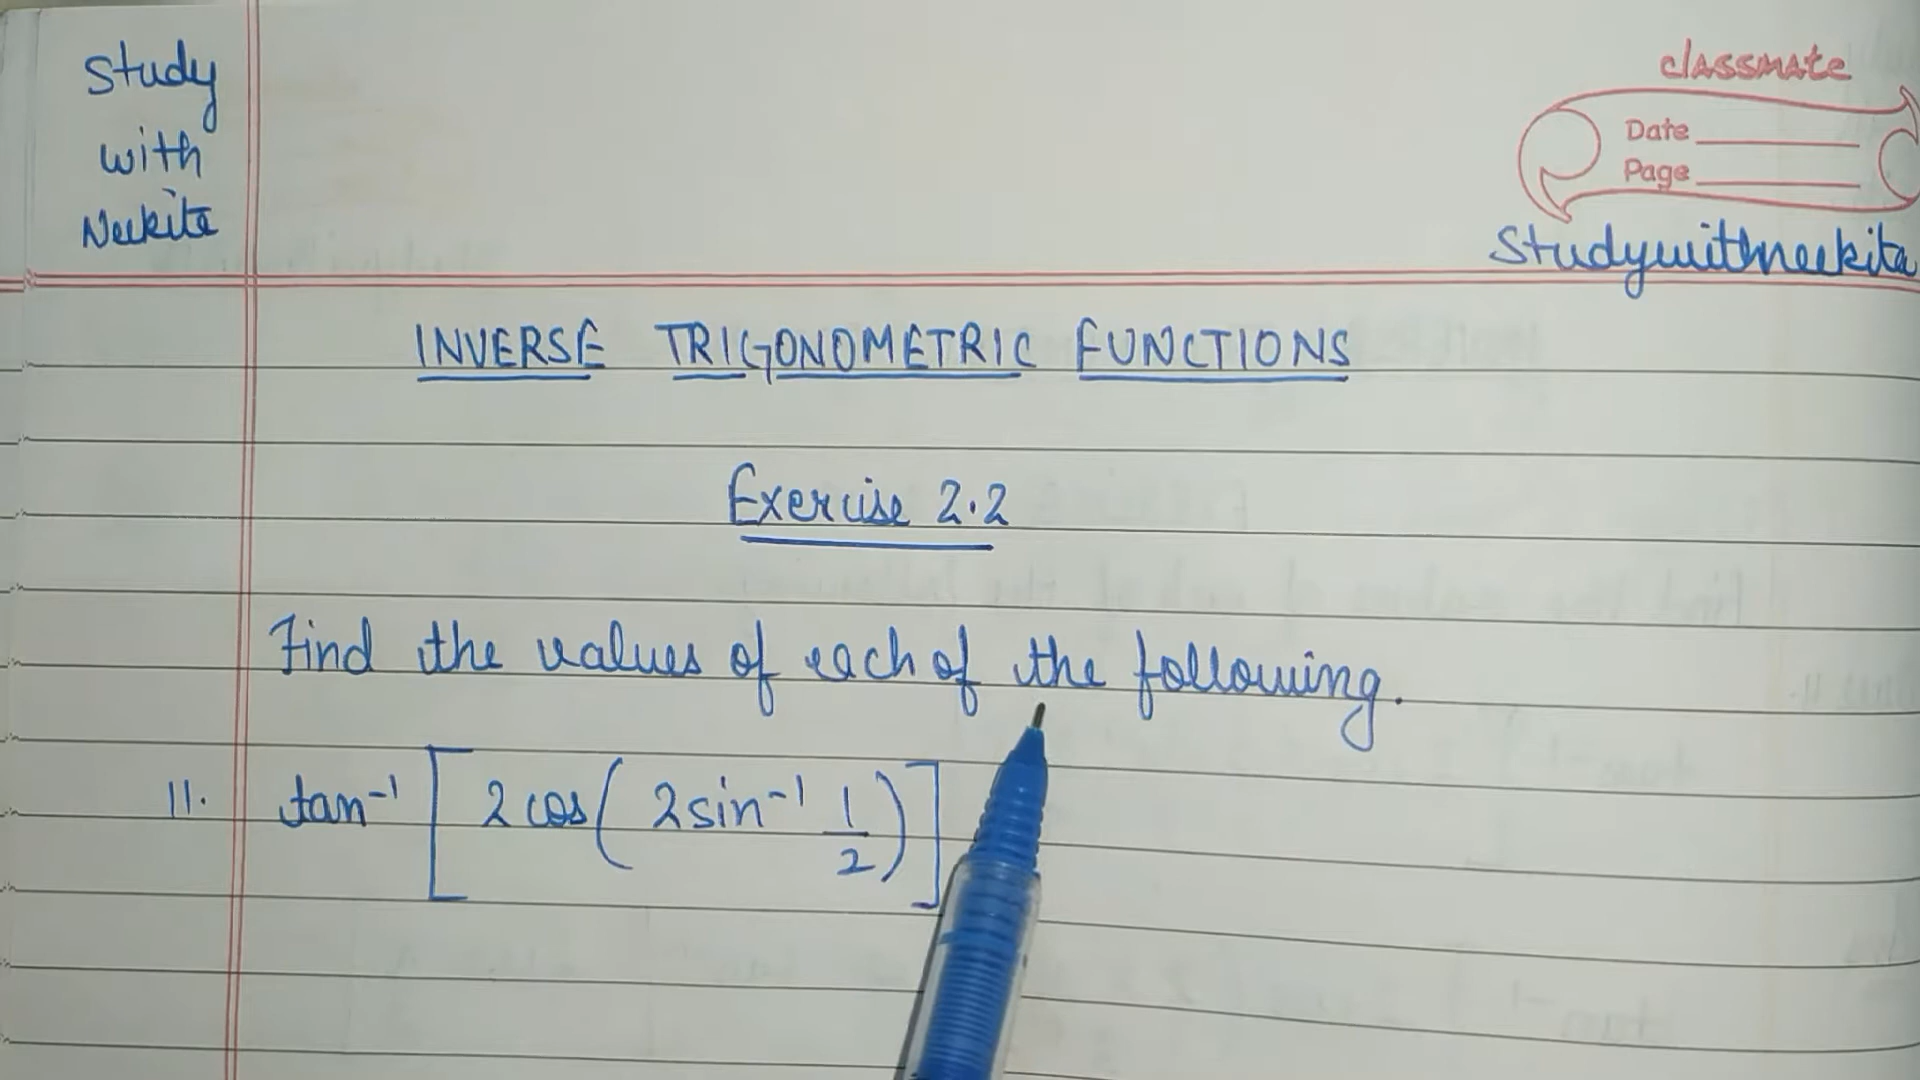 Study
with
Neekita
classmate
Date
Page
Studywithneekita
INVERSE TRIGONOMETRIC FUNCTIONS
Exercise 2.2
Find the values of each of the following.
11. tan⁻¹ [ 2 cos ( 2 sin⁻¹ 1/2 ) ]